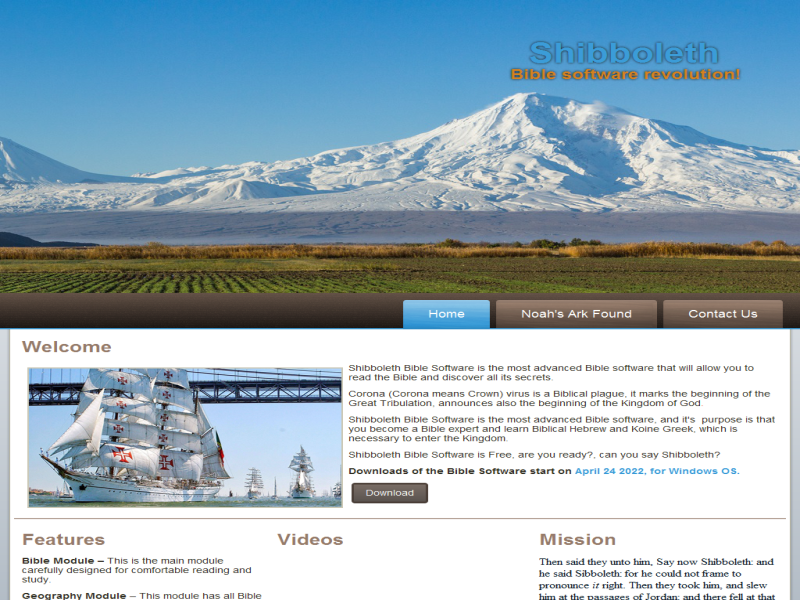 Shibboleth
Bible software revolution!
Home
Noah's Ark Found
Contact Us
Welcome
Shibboleth Bible Software is the most advanced Bible software that will allow you to
read the Bible and discover all its secrets.
Corona (Corona means Crown) virus is a Biblical plague, it marks the beginning of the
Great Tribulation, announces also the beginning of the Kingdom of God.
Shibboleth Bible Software is the most advanced Bible software, and it's  purpose is that
you become a Bible expert and learn Biblical Hebrew and Koine Greek, which is
necessary to enter the Kingdom.
Shibboleth Bible Software is Free, are you ready?, can you say Shibboleth?
Downloads of the Bible Software start on April 24 2022, for Windows OS.
Download
Features
Bible Module – This is the main module
carefully designed for comfortable reading and
study.
Geography Module – This module has all Bible
Videos
Mission
Then said they unto him, Say now Shibboleth: and
he said Sibboleth: for he could not frame to
pronounce it right. Then they took him, and slew
him at the passages of Jordan: and there fell at that